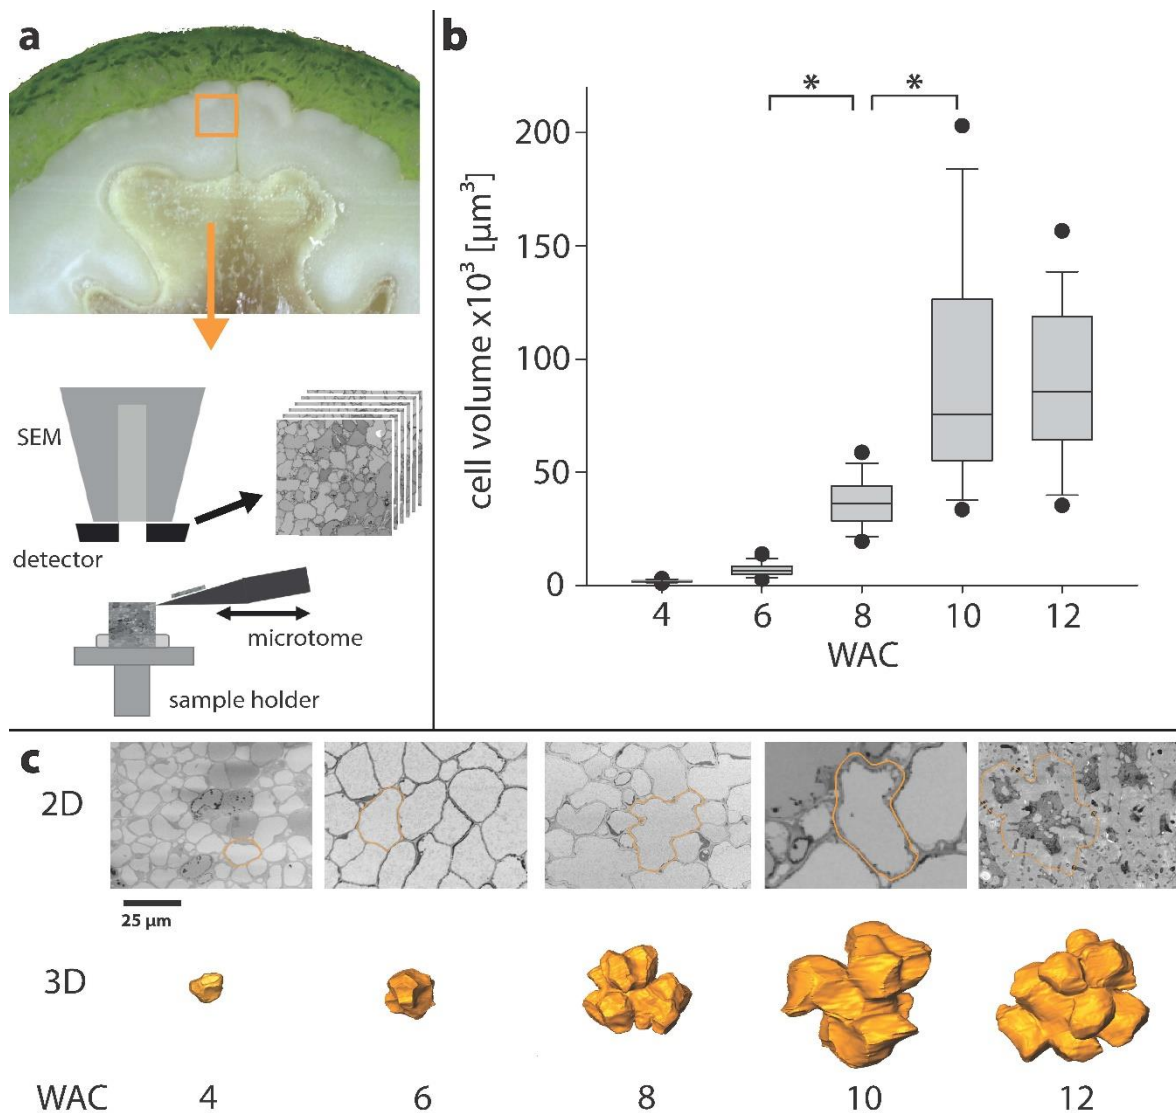 a
SEM
detector
microtome
sample holder
b
* *
cell volume x10³ [µm³]
200
150
100
50
0
4 6 8 10 12
WAC
c
2D
25 µm
3D
WAC 4 6 8 10 12